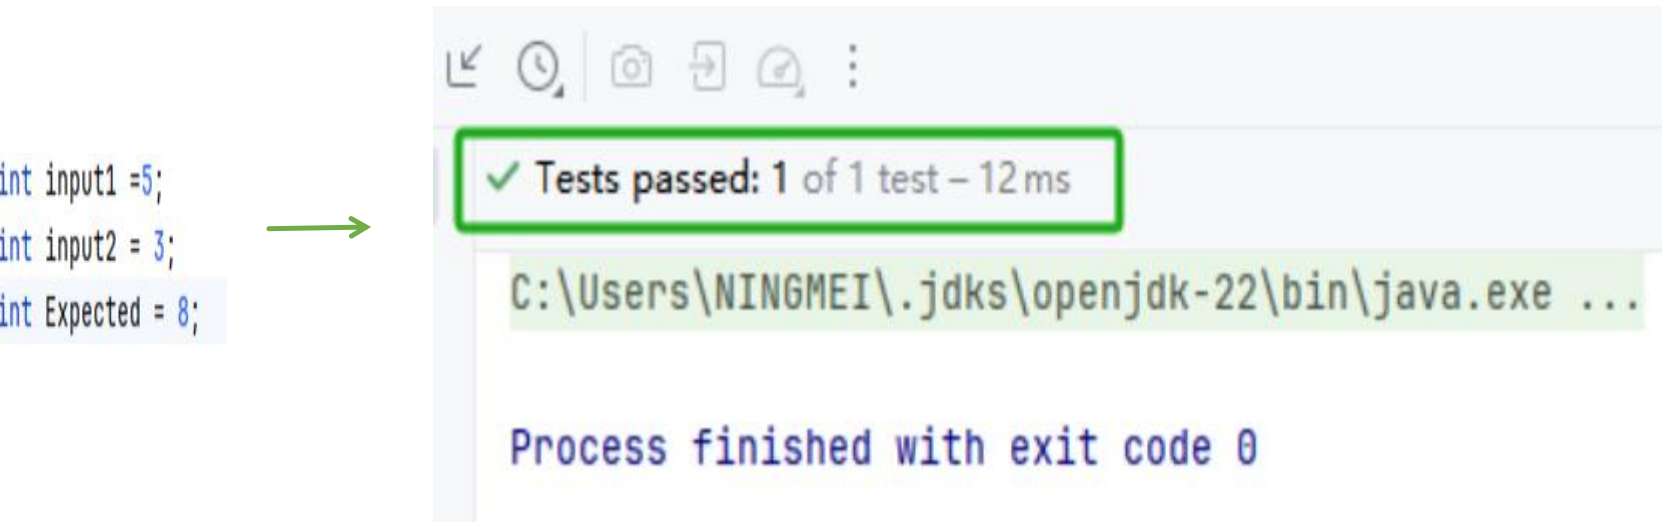 int input1 =5;
int input2 = 3;
int Expected = 8;
Tests passed: 1 of 1 test – 12 ms
C:\Users\NINGMEI\.jdks\openjdk-22\bin\java.exe ...
Process finished with exit code 0